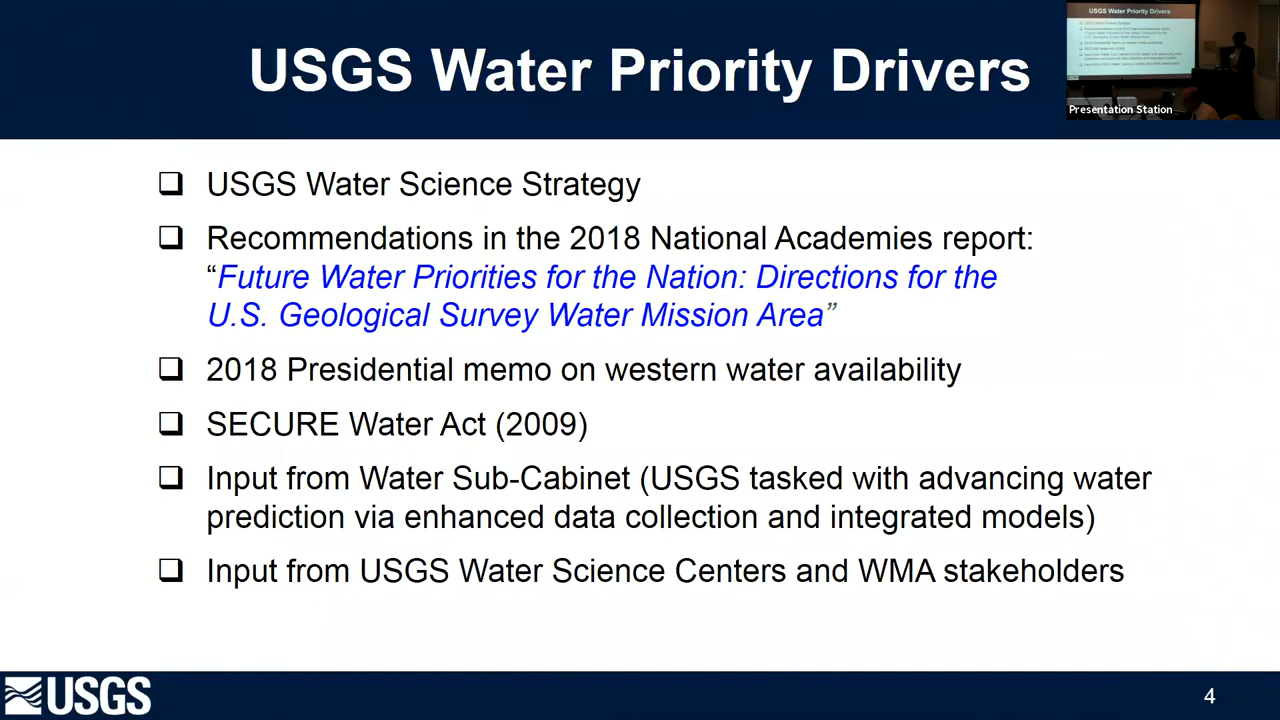 USGS Water Priority Drivers
USGS Water Priority Drivers
Presentation Station
USGS Water Science Strategy
Recommendations in the 2018 National Academies report:
“Future Water Priorities for the Nation: Directions for the
U.S. Geological Survey Water Mission Area”
2018 Presidential memo on western water availability
SECURE Water Act (2009)
Input from Water Sub-Cabinet (USGS tasked with advancing water
prediction via enhanced data collection and integrated models)
Input from USGS Water Science Centers and WMA stakeholders
USGS
4